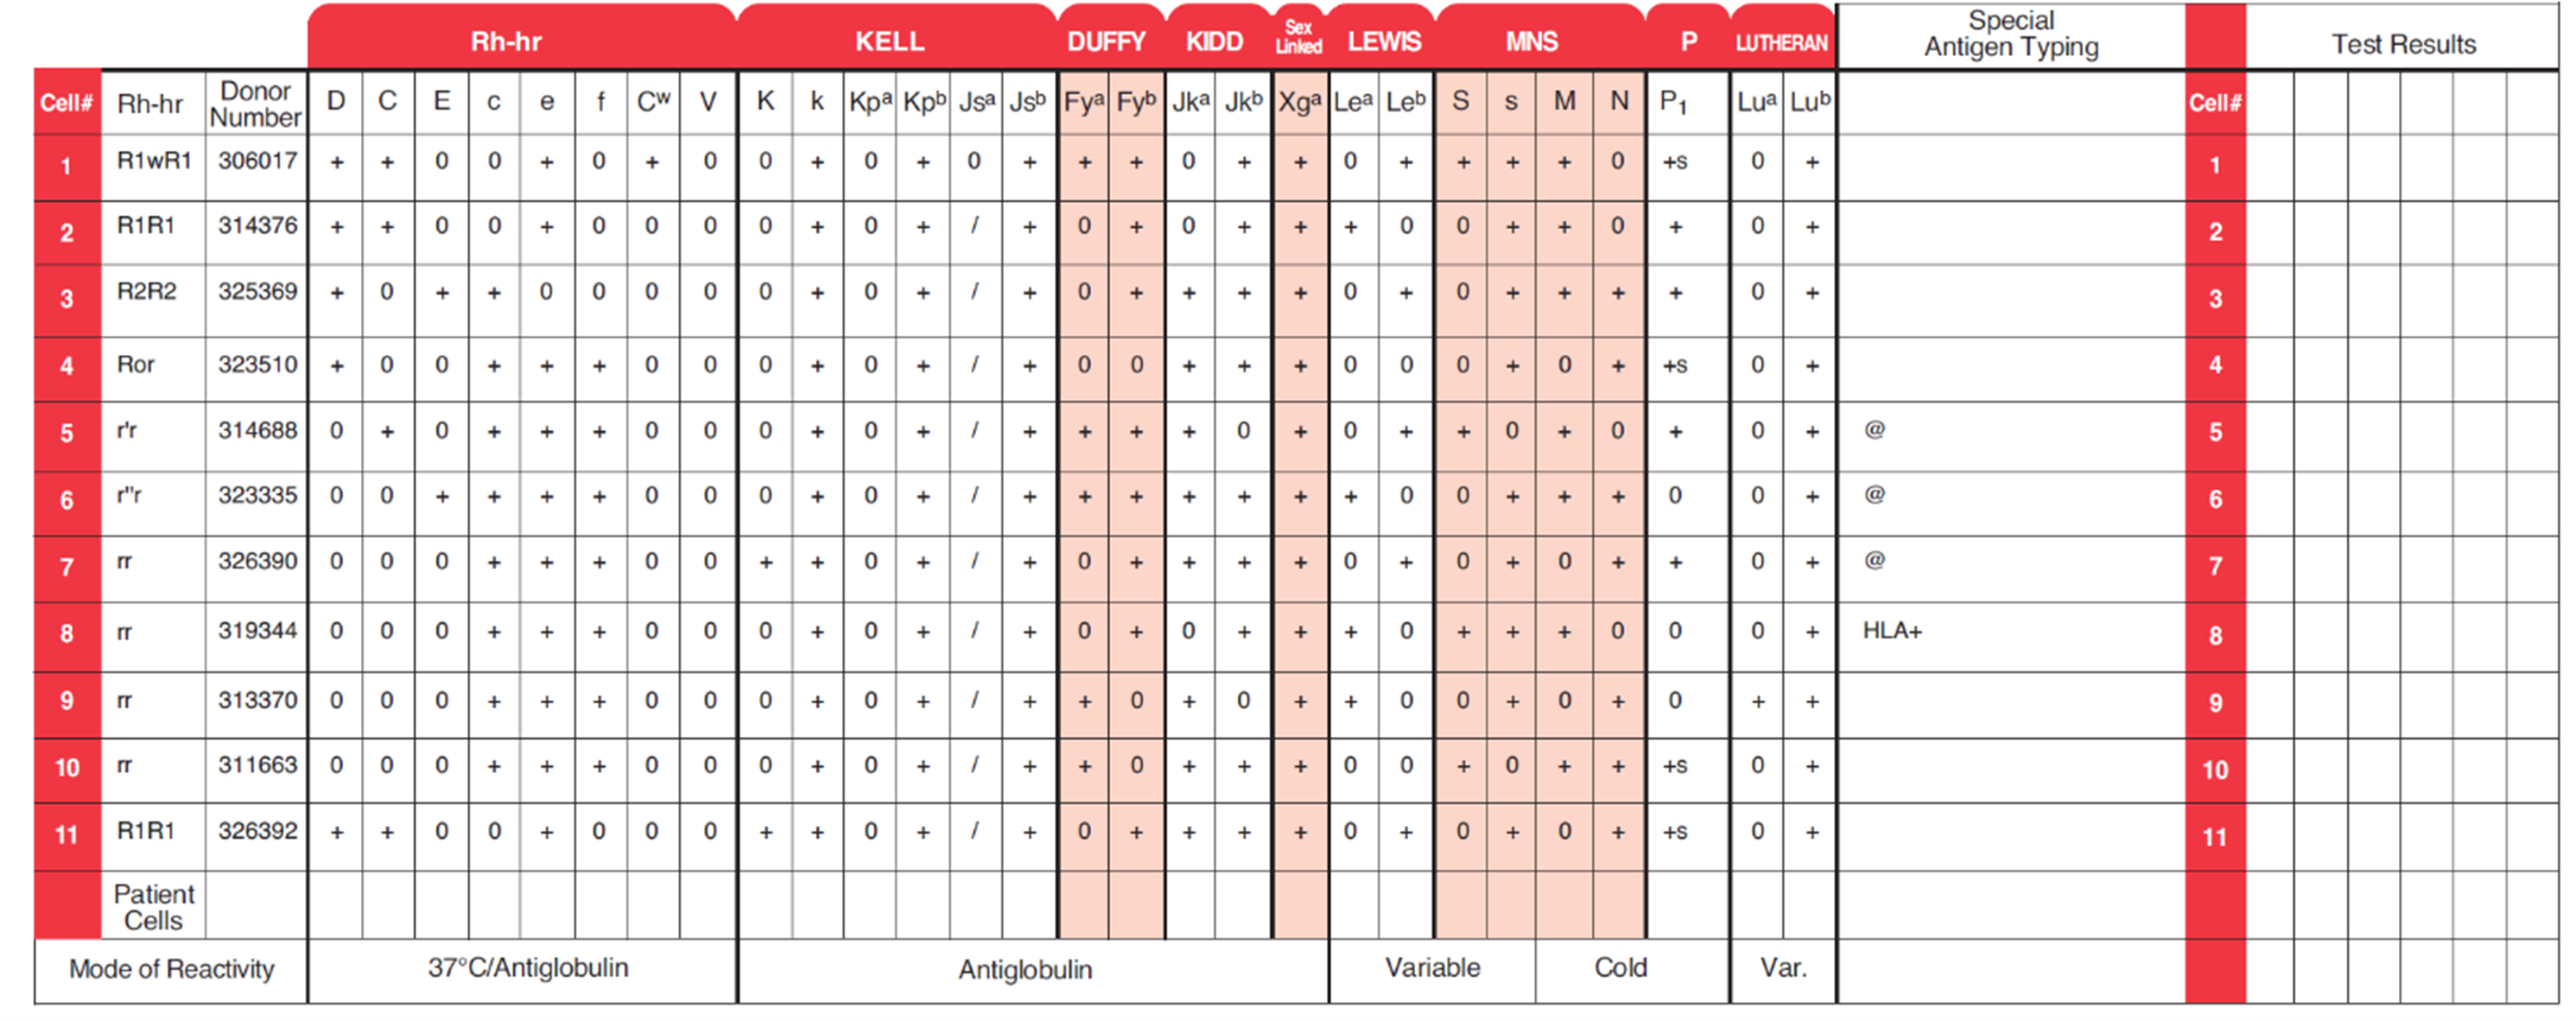 Rh-hr KELL DUFFY KIDD Sex Linked LEWIS MNS P LUTHERAN Special Antigen Typing Test Results
Cell# Rh-hr Donor Number D C E c e f Cʷ V K k Kpᵃ Kpᵇ Jsᵃ Jsᵇ Fyᵃ Fyᵇ Jkᵃ Jkᵇ Xgᵃ Leᵃ Leᵇ S s M N P₁ Luᵃ Luᵇ Cell#
1 R1wR1 306017 + + 0 0 + 0 + 0 0 + 0 + 0 + + + 0 + + 0 + + + + 0 +s 0 + 1
2 R1R1 314376 + + 0 0 + 0 0 0 0 + 0 + / + 0 + 0 + + + 0 0 + + 0 + 0 + 2
3 R2R2 325369 + 0 + + 0 0 0 0 0 + 0 + / + 0 + + + + 0 + 0 + + + + 0 + 3
4 Ror 323510 + 0 0 + + + 0 0 0 + 0 + / + 0 0 + + + 0 0 0 + 0 + +s 0 + 4
5 r'r 314688 0 + 0 + + + 0 0 0 + 0 + / + + + + 0 + 0 + + 0 + 0 + 0 + @ 5
6 r"r 323335 0 0 + + + + 0 0 0 + 0 + / + + + + + + + 0 0 + + + 0 0 + @ 6
7 rr 326390 0 0 0 + + + 0 0 + + 0 + / + 0 + + + + 0 + 0 + 0 + + 0 + @ 7
8 rr 319344 0 0 0 + + + 0 0 0 + 0 + / + 0 + 0 + + + 0 + + + 0 0 0 + HLA+ 8
9 rr 313370 0 0 0 + + + 0 0 0 + 0 + / + + 0 + 0 + + 0 0 + 0 + 0 + + 9
10 rr 311663 0 0 0 + + + 0 0 0 + 0 + / + + 0 + + + 0 0 + 0 + + +s 0 + 10
11 R1R1 326392 + + 0 0 + 0 0 0 + + 0 + / + 0 + + + + 0 + 0 + 0 + +s 0 + 11
Patient Cells
Mode of Reactivity 37°C/Antiglobulin Antiglobulin Variable Cold Var.